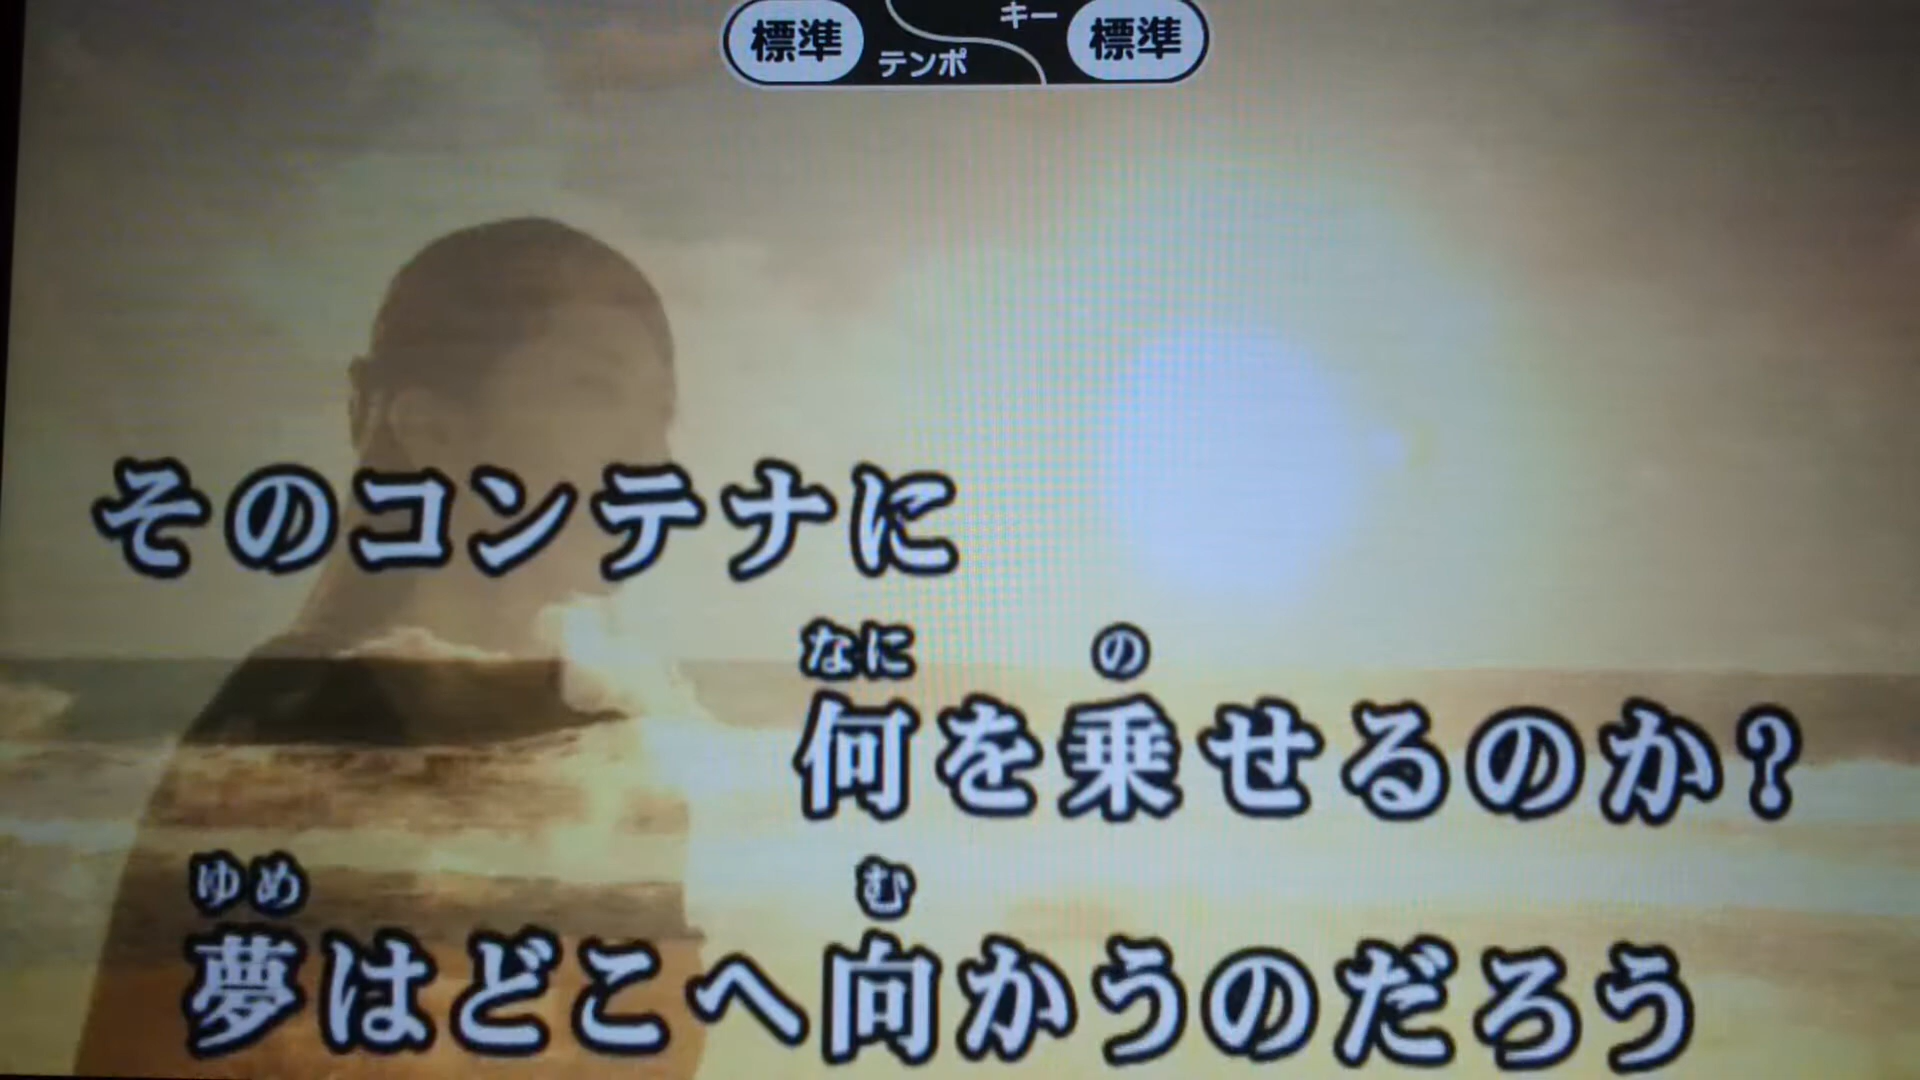 標準 テンポ キー 標準
そのコンテナに
なに の
何を乗せるのか?
ゆめ む
夢はどこへ向かうのだろう